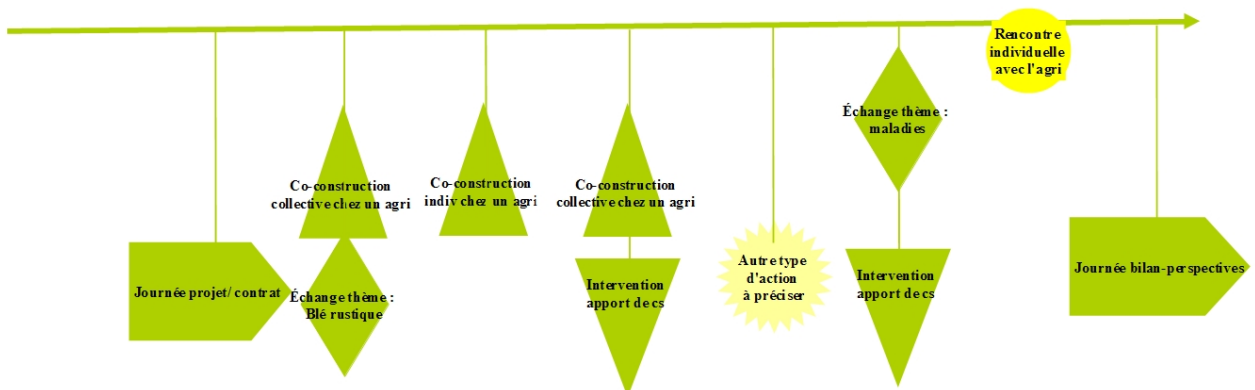 Rencontre
individuelle
avec l'agri
Échange thème :
maladies
Co-construction
collective chez un agri
Co-construction
indiv chez un agri
Co-construction
collective chez un agri
Journée projet/ contrat
Échange thème :
Blé rustique
Intervention
apport de cs
Autre type
d'action
à préciser
Intervention
apport de cs
Journée bilan-perspectives